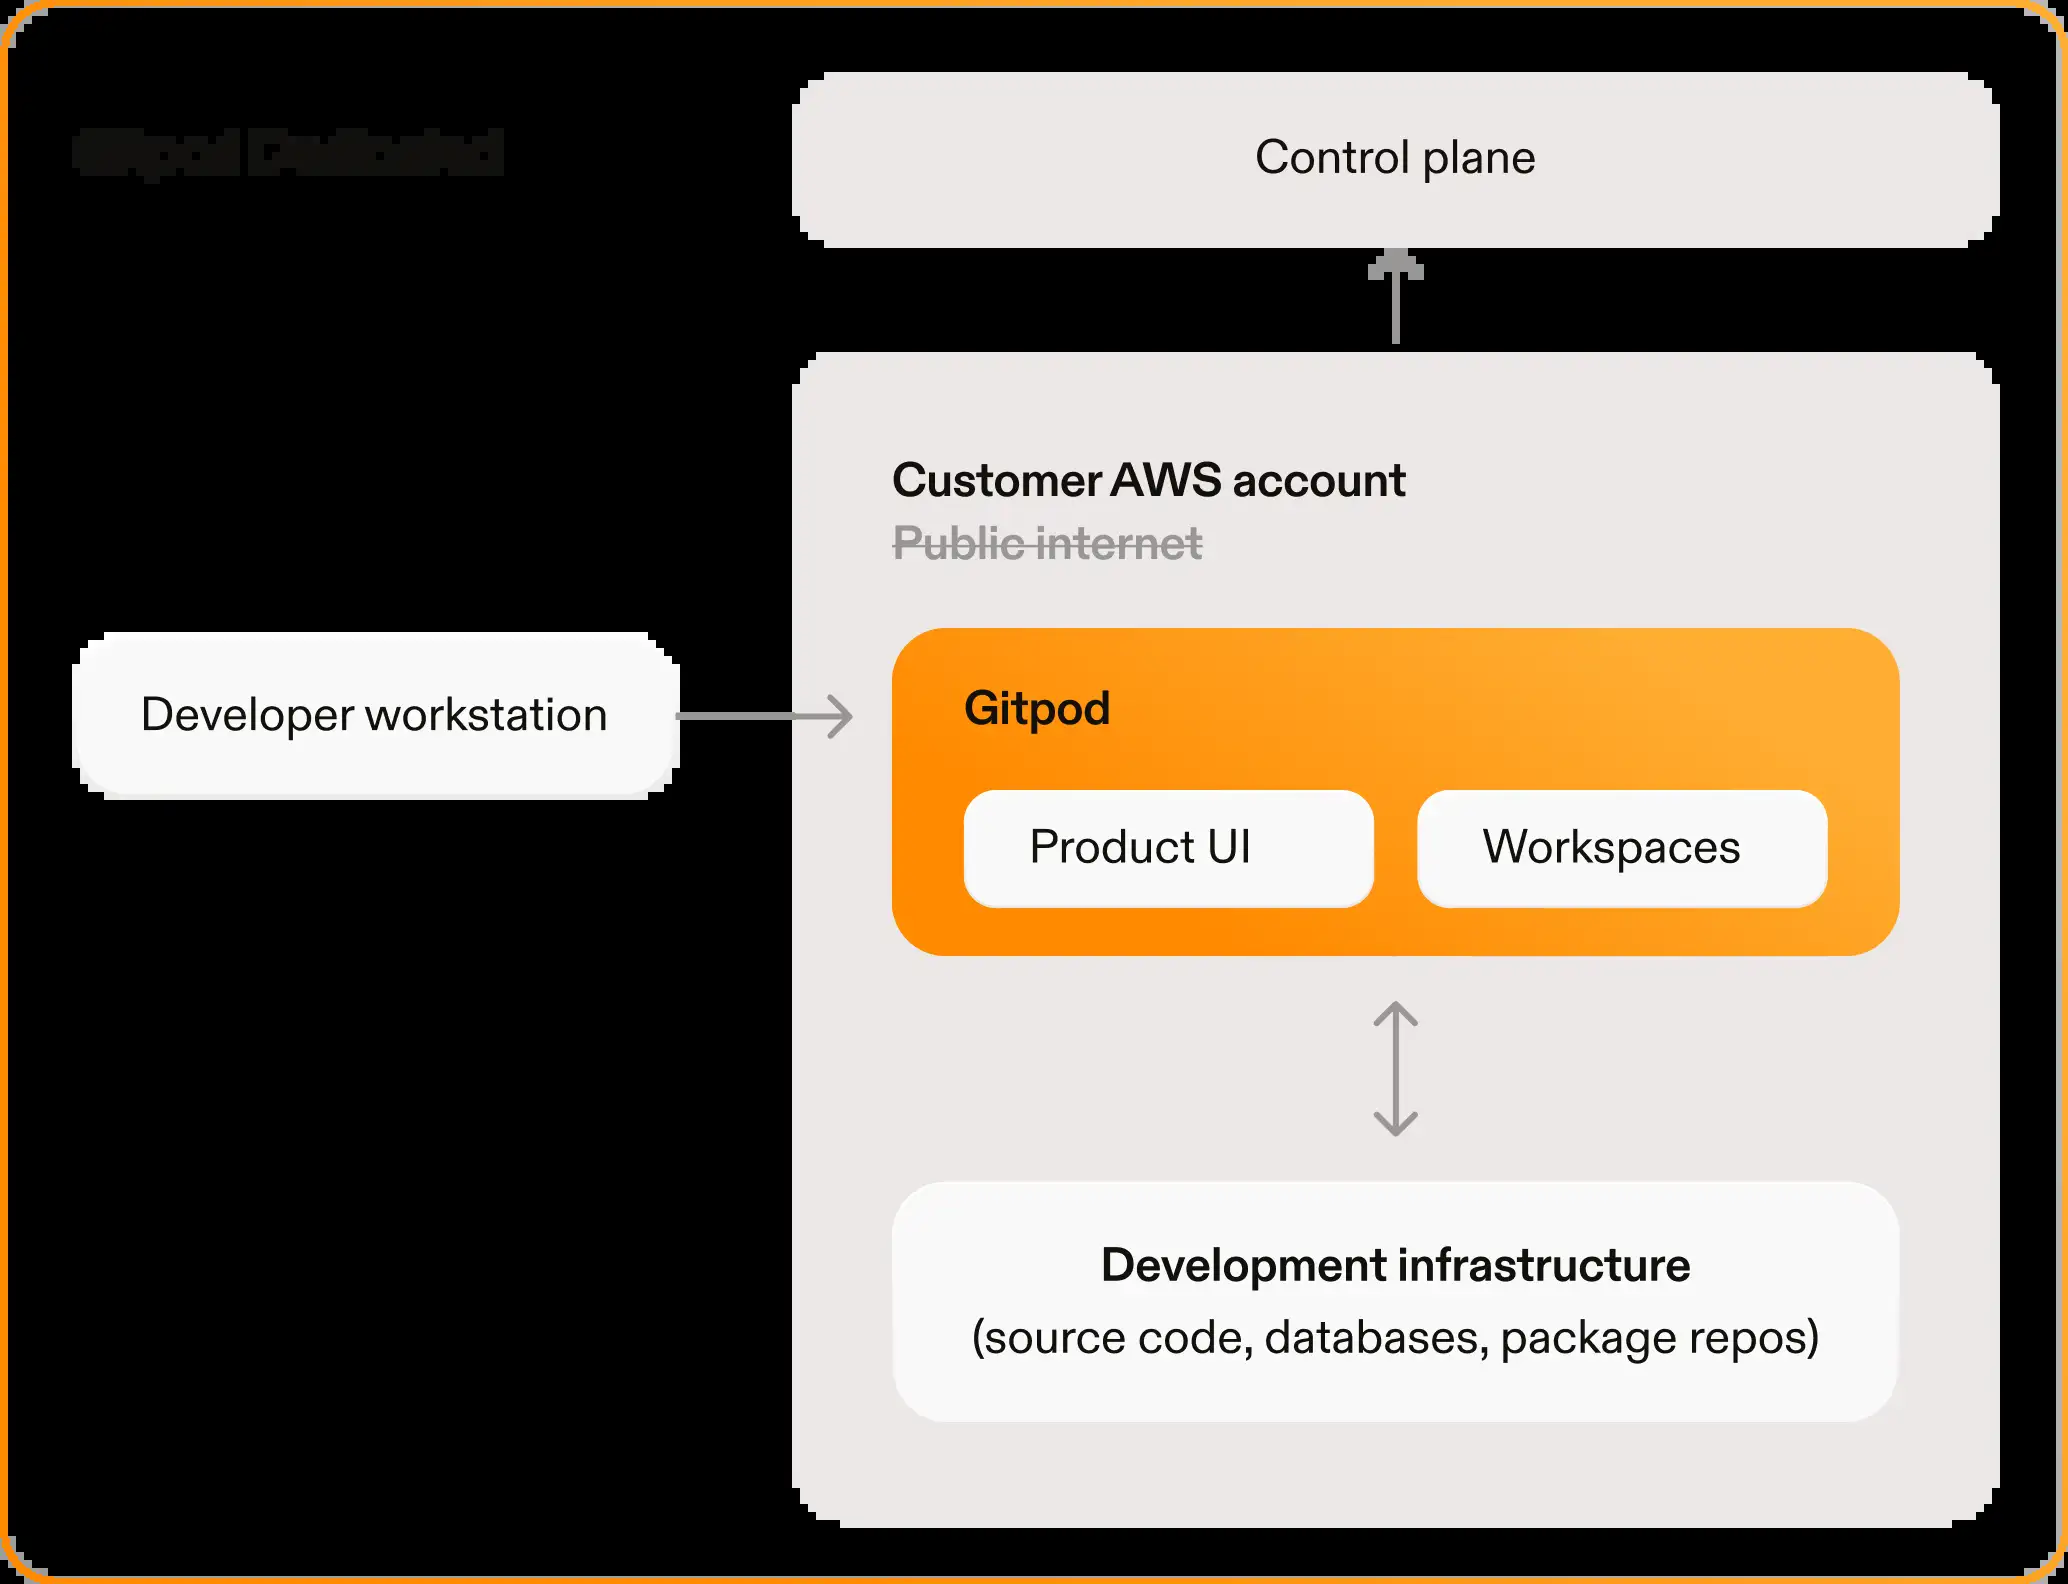 Gitpod Dedicated
Control plane
Customer AWS account
Public internet
Developer workstation
Gitpod
Product UI
Workspaces
Development infrastructure
(source code, databases, package repos)